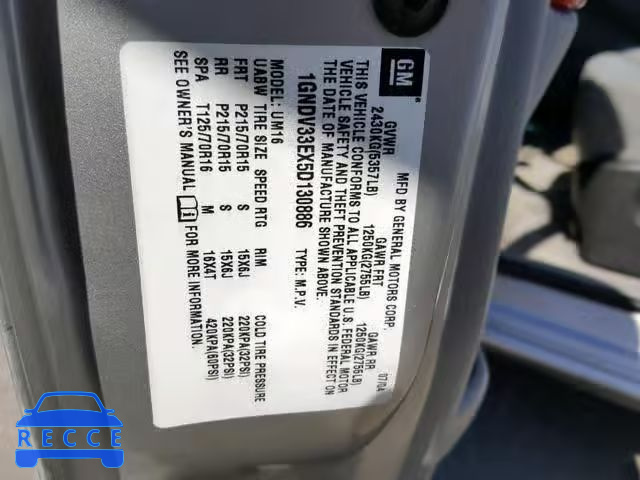 GM
MFD BY GENERAL MOTORS CORP. 07/04
GVWR GAWR FRT GAWR RR
2430KG(5357LB) 1250KG(2756LB) 1250KG(2756LB)
THIS VEHICLE CONFORMS TO ALL APPLICABLE U.S. FEDERAL MOTOR
VEHICLE SAFETY AND THEFT PREVENTION STANDARDS IN EFFECT ON
THE DATE OF MANUFACTURE SHOWN ABOVE.
1GNDV33EX5D130886 TYPE: M.P.V.
MODEL: UM16
UABW TIRE SIZE SPEED RTG RIM COLD TIRE PRESSURE
FRT P215/70R15 S 15X6J 220KPA(32PSI)
RR P215/70R15 S 15X6J 220KPA(32PSI)
SPA T125/70R16 M 16X4T 420KPA(60PSI)
SEE OWNER'S MANUAL FOR MORE INFORMATION.
RECCE